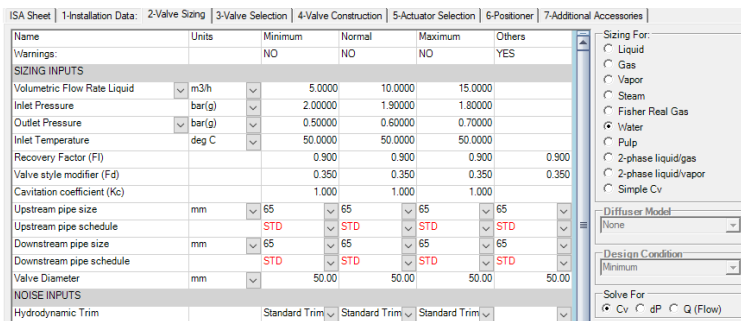 ISA Sheet 1-Installation Data: 2-Valve Sizing 3-Valve Selection 4-Valve Construction 5-Actuator Selection 6-Positioner 7-Additional Accessories
Name Units Minimum Normal Maximum Others
Warnings: NO NO NO YES
SIZING INPUTS
Volumetric Flow Rate Liquid m3/h 5.0000 10.0000 15.0000
Inlet Pressure bar(g) 2.00000 1.90000 1.80000
Outlet Pressure bar(g) 0.50000 0.60000 0.70000
Inlet Temperature deg C 50.0000 50.0000 50.0000
Recovery Factor (Fl) 0.900 0.900 0.900 0.900
Valve style modifier (Fd) 0.350 0.350 0.350 0.350
Cavitation coefficient (Kc) 1.000 1.000 1.000
Upstream pipe size mm 65 65 65 65
Upstream pipe schedule STD STD STD STD
Downstream pipe size mm 65 65 65 65
Downstream pipe schedule STD STD STD STD
Valve Diameter mm 50.00 50.00 50.00 50.00
NOISE INPUTS
Hydrodynamic Trim Standard Trim Standard Trim Standard Trim
Sizing For:
Liquid
Gas
Vapor
Steam
Fisher Real Gas
Water
Pulp
2-phase liquid/gas
2-phase liquid/vapor
Simple Cv
Diffuser Model
None
Design Condition
Minimum
Solve For
Cv dP Q (Flow)